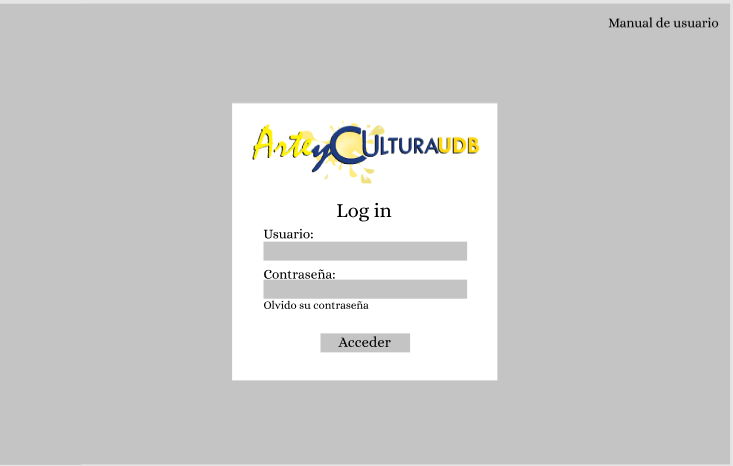 Manual de usuario
Arte y CULTURA UDB
Log in
Usuario:
Contraseña:
Olvido su contraseña
Acceder